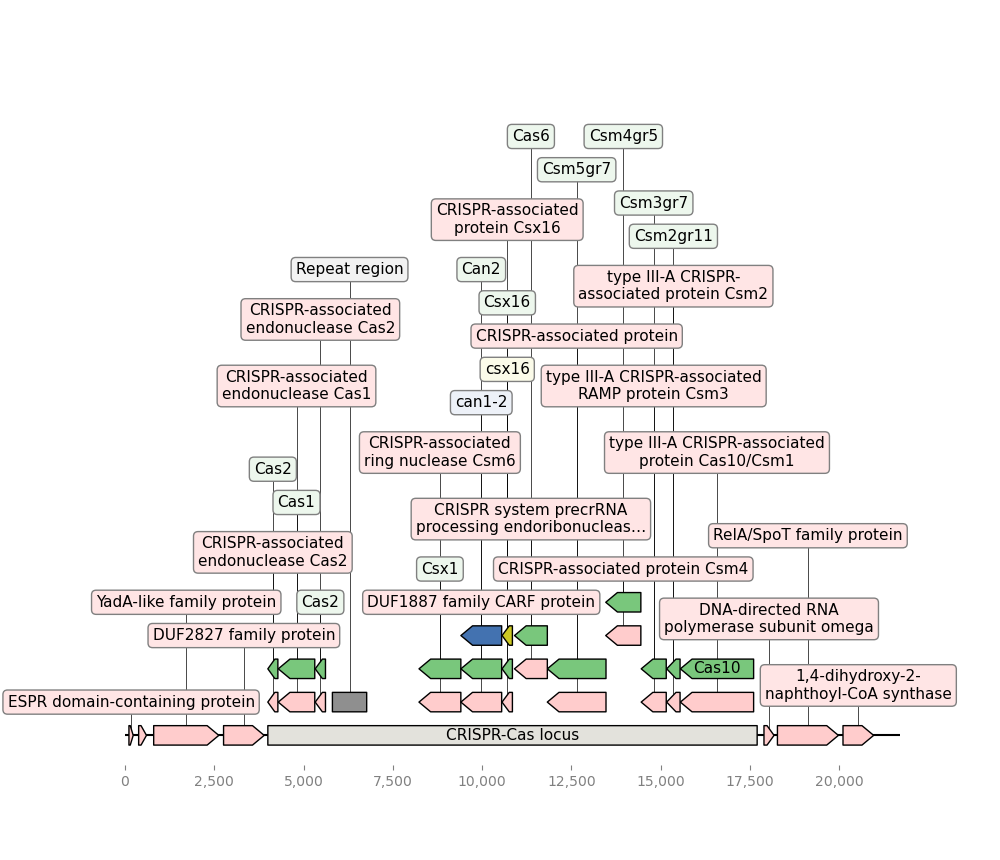 Cas6
Csm4gr5
Csm5gr7
Csm3gr7
CRISPR-associated
protein Csx16
Csm2gr11
Repeat region
Can2
type III-A CRISPR-
associated protein Csm2
Csx16
CRISPR-associated
endonuclease Cas2
CRISPR-associated protein
csx16
CRISPR-associated
endonuclease Cas1
type III-A CRISPR-associated
RAMP protein Csm3
can1-2
CRISPR-associated
ring nuclease Csm6
type III-A CRISPR-associated
protein Cas10/Csm1
Cas2
Cas1
CRISPR system precrRNA
processing endoribonucleas…
RelA/SpoT family protein
CRISPR-associated
endonuclease Cas2
Csx1
CRISPR-associated protein Csm4
YadA-like family protein
Cas2
DUF1887 family CARF protein
DNA-directed RNA
polymerase subunit omega
DUF2827 family protein
Cas10
1,4-dihydroxy-2-
naphthoyl-CoA synthase
ESPR domain-containing protein
CRISPR-Cas locus
0 2,500 5,000 7,500 10,000 12,500 15,000 17,500 20,000